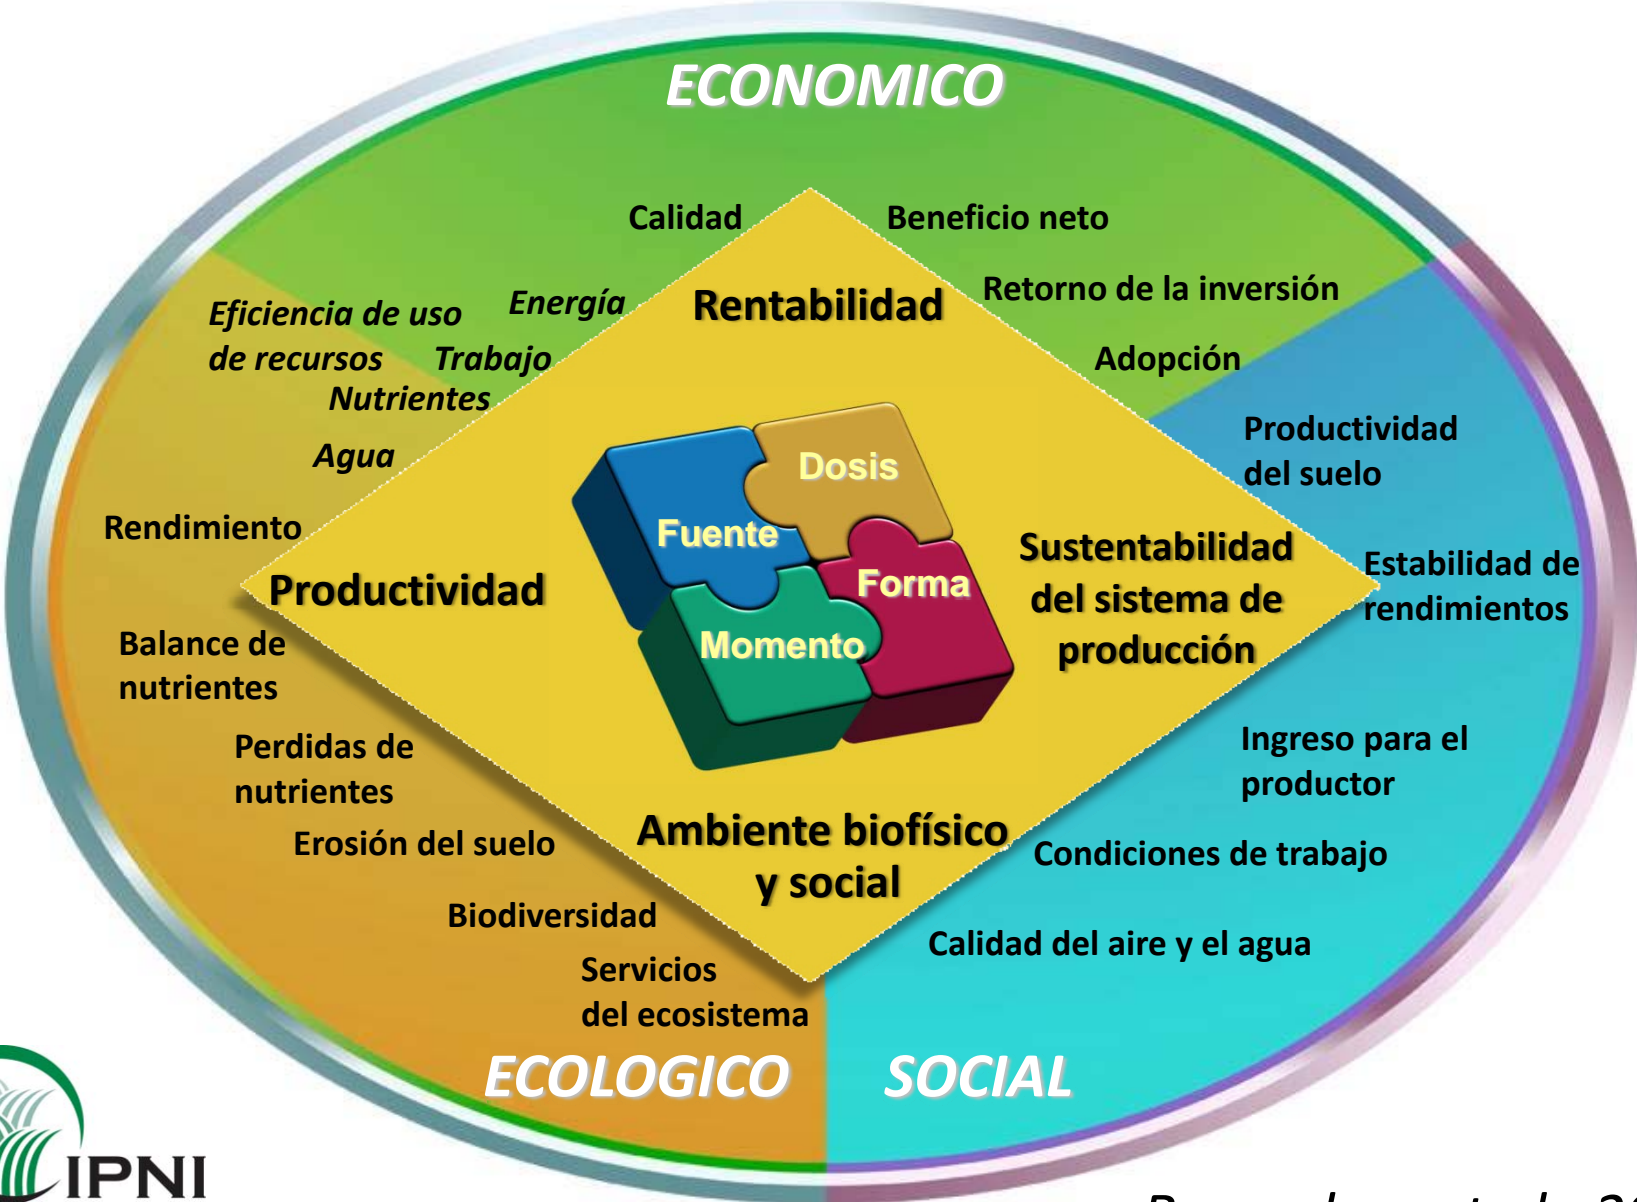 ECONOMICO
Calidad
Beneficio neto
Rentabilidad
Retorno de la inversión
Adopción
Eficiencia de uso
de recursos
Energía
Trabajo
Nutrientes
Agua
Rendimiento
Productividad
Dosis
Fuente
Forma
Momento
Productividad
del suelo
Sustentabilidad
del sistema de
producción
Estabilidad de
rendimientos
Balance de
nutrientes
Perdidas de
nutrientes
Erosión del suelo
Biodiversidad
Servicios
del ecosistema
Ambiente biofísico
y social
Ingreso para el
productor
Condiciones de trabajo
Calidad del aire y el agua
ECOLOGICO
SOCIAL
IPNI